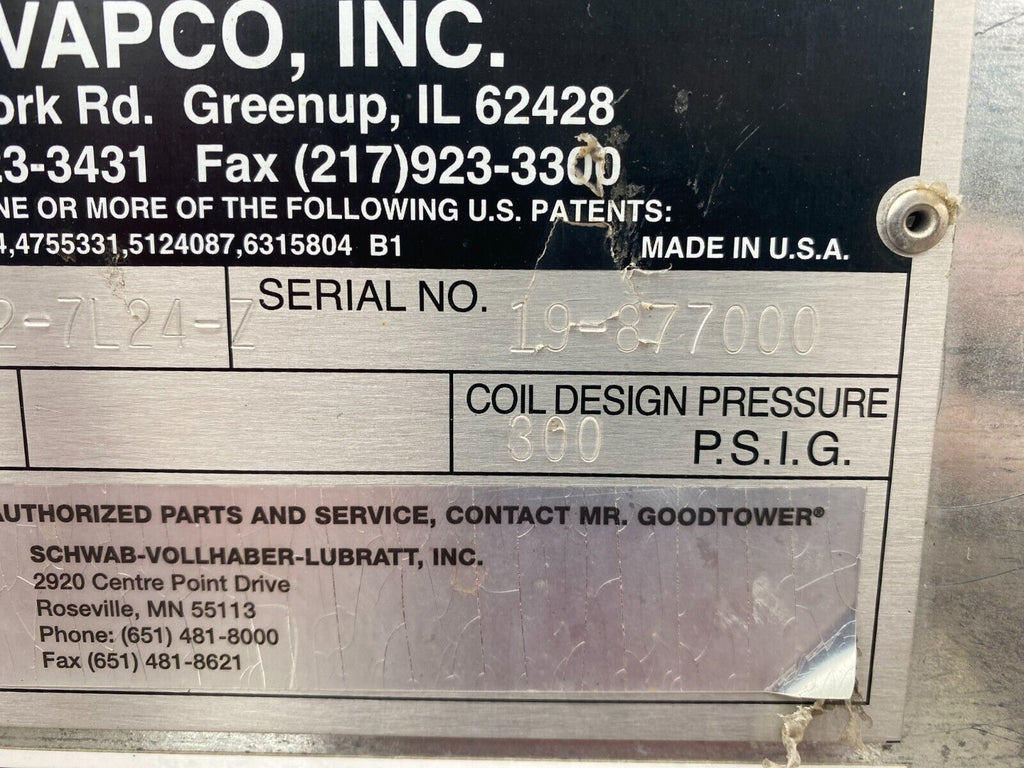 VAPCO, INC.
ork Rd. Greenup, IL 62428
23-3431 Fax (217)923-3300
NE OR MORE OF THE FOLLOWING U.S. PATENTS:
4,4755331,5124087,6315804 B1 MADE IN U.S.A.
2-7L24-Z SERIAL NO. 19-877000
COIL DESIGN PRESSURE
300 P.S.I.G.
AUTHORIZED PARTS AND SERVICE, CONTACT MR. GOODTOWER®
SCHWAB-VOLLHABER-LUBRATT, INC.
2920 Centre Point Drive
Roseville, MN 55113
Phone: (651) 481-8000
Fax (651) 481-8621